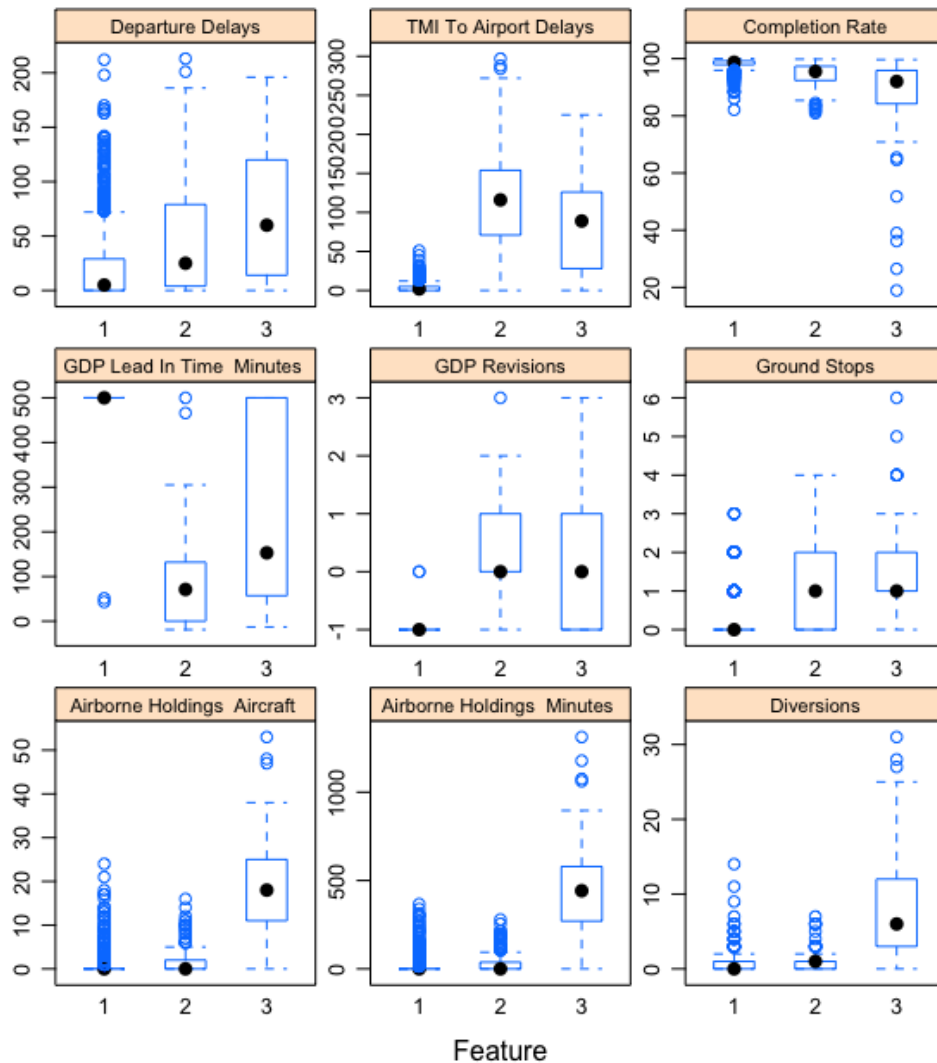 Departure Delays
TMI To Airport Delays
Completion Rate
200
150
100
50
0
300
250
200
150
100
50
0
100
80
60
40
20
1 2 3
1 2 3
1 2 3
GDP Lead In Time Minutes
GDP Revisions
Ground Stops
500
400
300
200
100
0
3
2
1
0
-1
6
5
4
3
2
1
0
1 2 3
1 2 3
1 2 3
Airborne Holdings Aircraft
Airborne Holdings Minutes
Diversions
50
40
30
20
10
0
1000
500
0
30
20
10
0
1 2 3
1 2 3
1 2 3
Feature